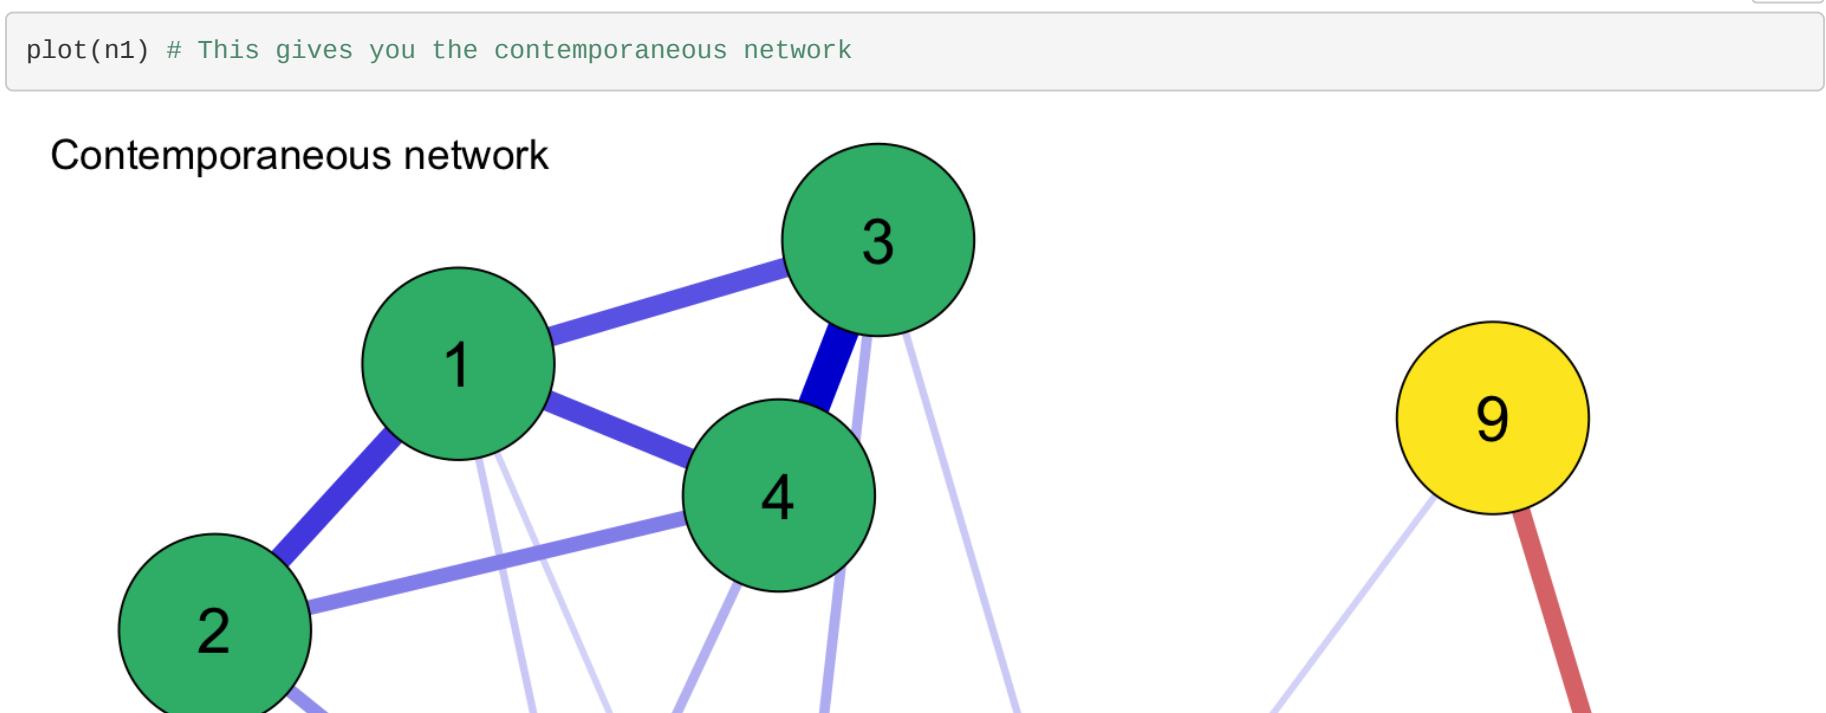 plot(n1) # This gives you the contemporaneous network
Contemporaneous network
3
1
9
4
2